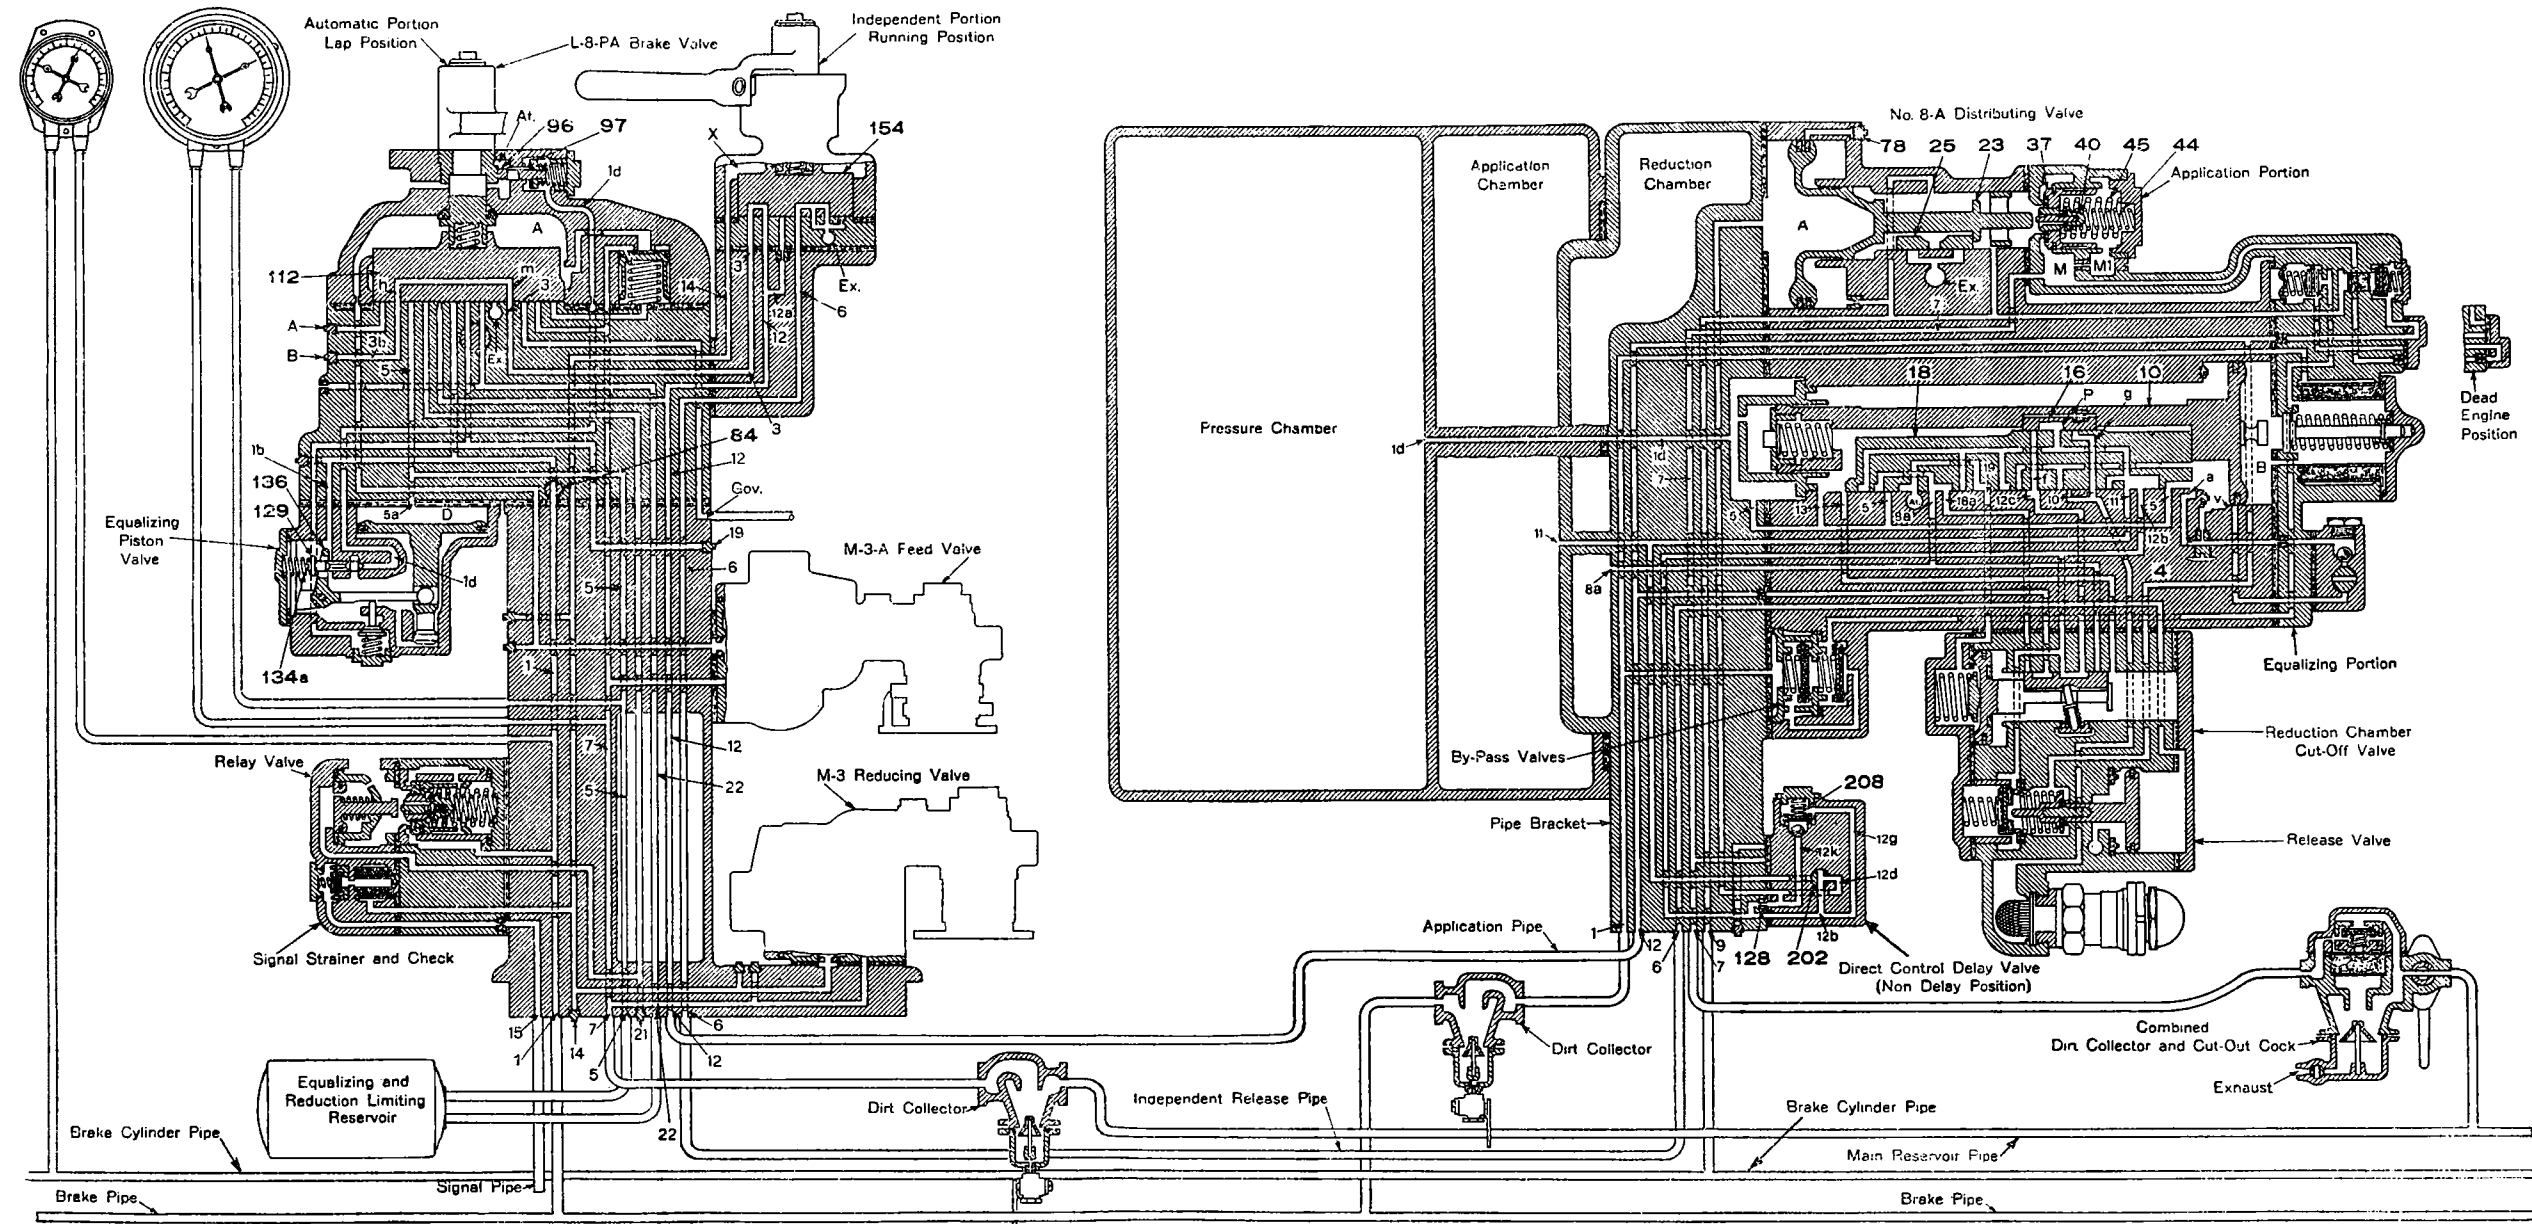 Automatic Portion
Lap Position
L-8-PA Brake Valve
Independent Portion
Running Position
At.
96
97
1d
X
154
A
112
h
m
3
A
3b
B
Ex
5
14
3
12a
12
6
Ex.
3
84
12
Gov.
1b
136
129
5a
D
Equalizing
Piston
Valve
1d
134a
19
6
5
1
M-3-A Feed Valve
7
12
22
5
Relay Valve
M-3 Reducing Valve
Signal Strainer and Check
15
1
14
7
5
21
22
12
6
Equalizing and
Reduction Limiting
Reservoir
Dirt Collector
Brake Cylinder Pipe
Brake Pipe
Signal Pipe
Pressure Chamber
Application
Chamber
Reduction
Chamber
No. 8-A Distributing Valve
78
25
23
37
40
45
44
Application Portion
A
M
M1
Ex.
7
Dead
Engine
Position
18
16
10
p
g
1d
1d
7
B
19
f
a
v
5
13
5
At
8a
18a
12c
10
11
5
12b
11
8a
4
Equalizing Portion
By-Pass Valves
Reduction Chamber
Cut-Off Valve
Pipe Bracket
208
12g
12k
12d
12b
Release Valve
Application Pipe
1
12
6
7
9
128
202
Direct Control Delay Valve
(Non Delay Position)
Dirt Collector
Combined
Dirt Collector and Cut-Out Cock
Exhaust
Independent Release Pipe
Brake Cylinder Pipe
Main Reservoir Pipe
Brake Pipe